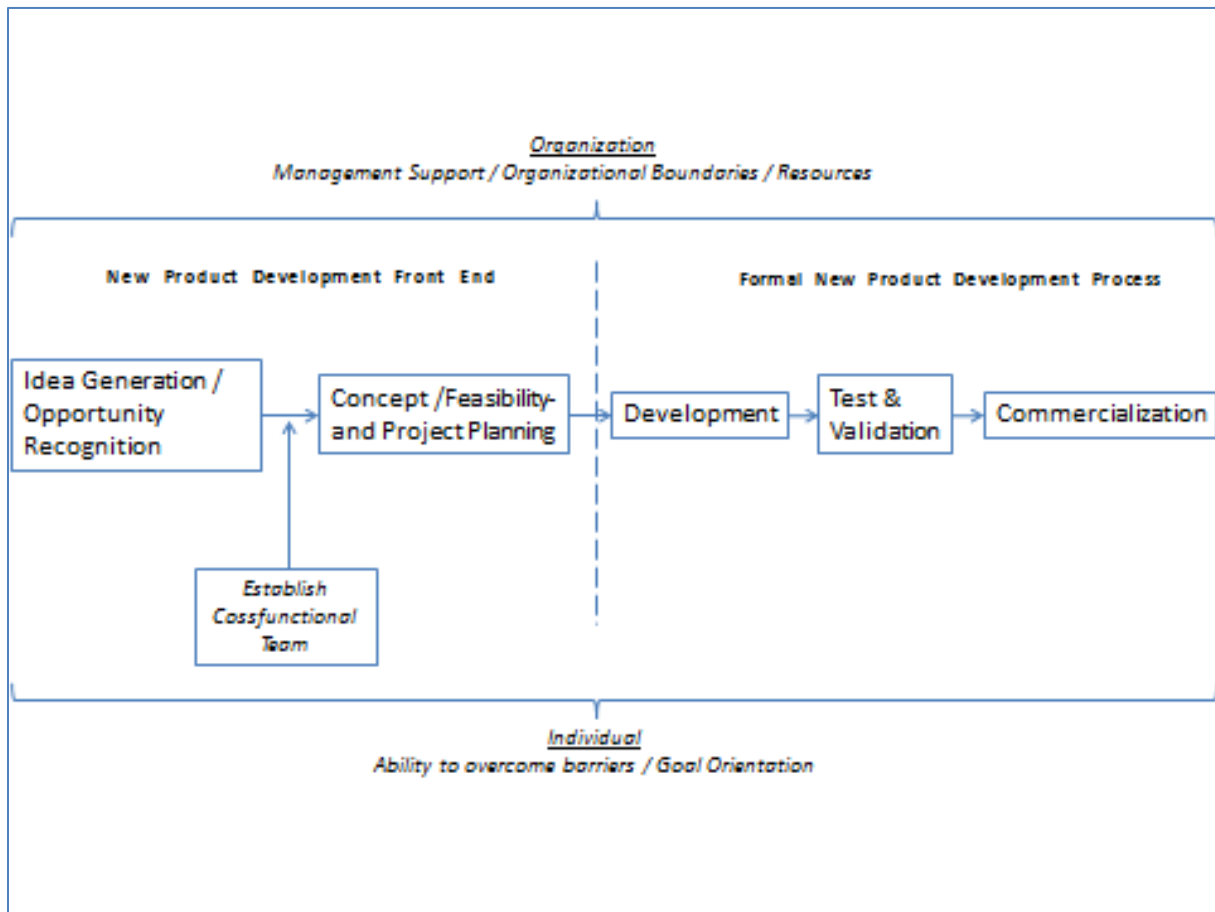 Organization
Management Support / Organizational Boundaries / Resources
New Product Development Front End
Formal New Product Development Process
Idea Generation /
Opportunity
Recognition
Concept /Feasibility-
and Project Planning
Development
Test &
Validation
Commercialization
Establish
Cossfunctional
Team
Individual
Ability to overcome barriers / Goal Orientation